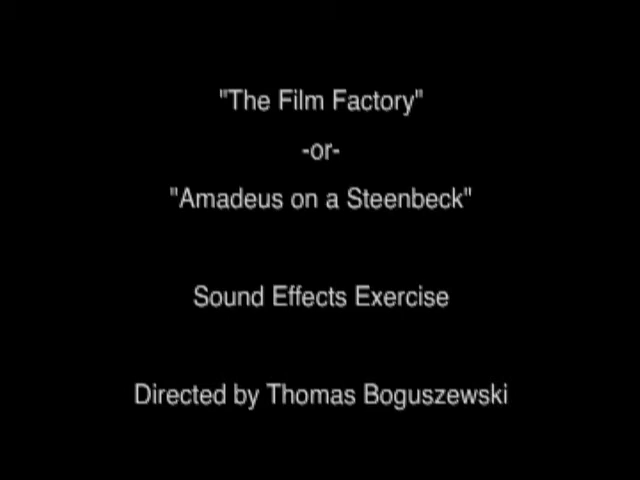 "The Film Factory"
-or-
"Amadeus on a Steenbeck"
Sound Effects Exercise
Directed by Thomas Boguszewski